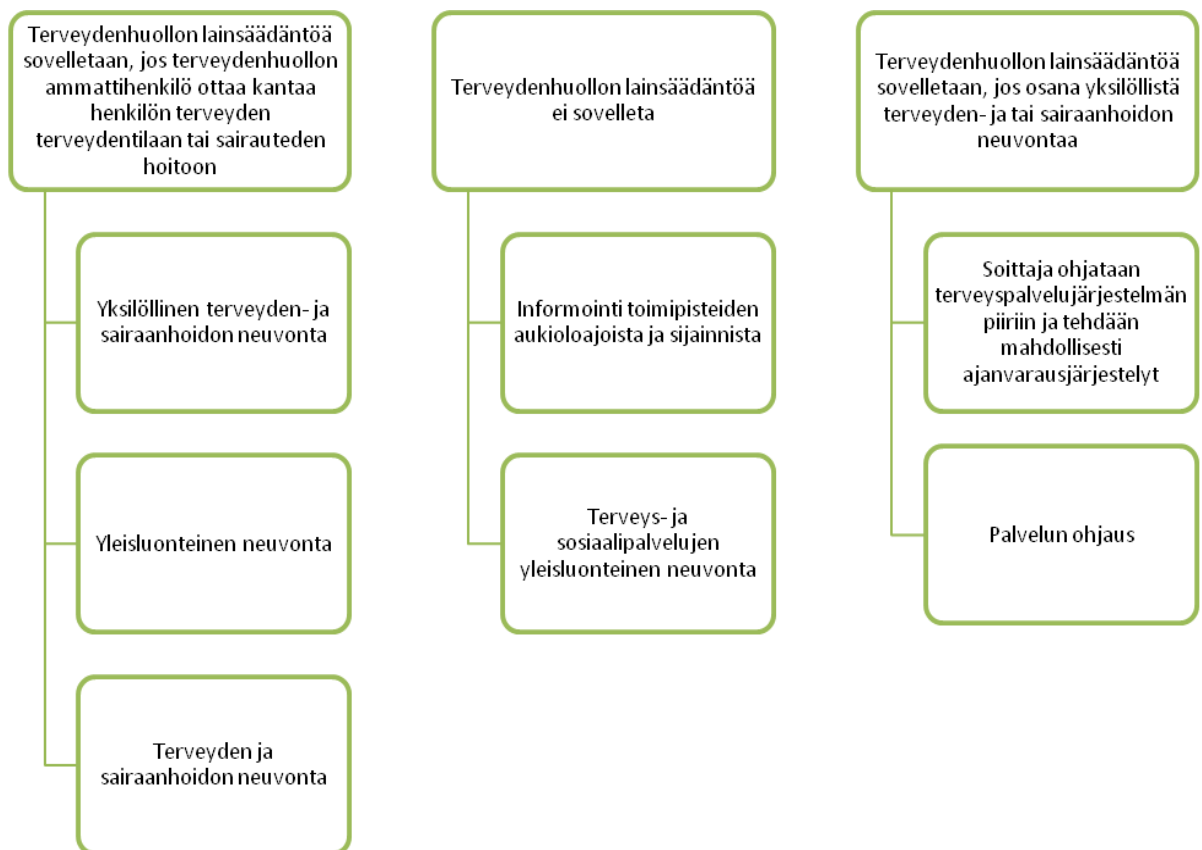 Terveydenhuollon lainsäädäntöä
sovelletaan, jos terveydenhuollon
ammattihenkilö ottaa kantaa
henkilön terveyden
terveydentilaan tai sairauteden
hoitoon
Yksilöllinen terveyden- ja
sairaanhoidon neuvonta
Yleisluonteinen neuvonta
Terveyden ja
sairaanhoidon neuvonta
Terveydenhuollon lainsäädäntöä
ei sovelleta
Informointi toimipisteiden
aukioloajoista ja sijainnista
Terveys- ja
sosiaalipalvelujen
yleisluonteinen neuvonta
Terveydenhuollon lainsäädäntöä
sovelletaan, jos osana yksilöllistä
terveyden- ja tai sairaanhoidon
neuvontaa
Soittaja ohjataan
terveyspalvelujärjestelmän
piiriin ja tehdään
mahdollisesti
ajanvarausjärjestelyt
Palvelun ohjaus